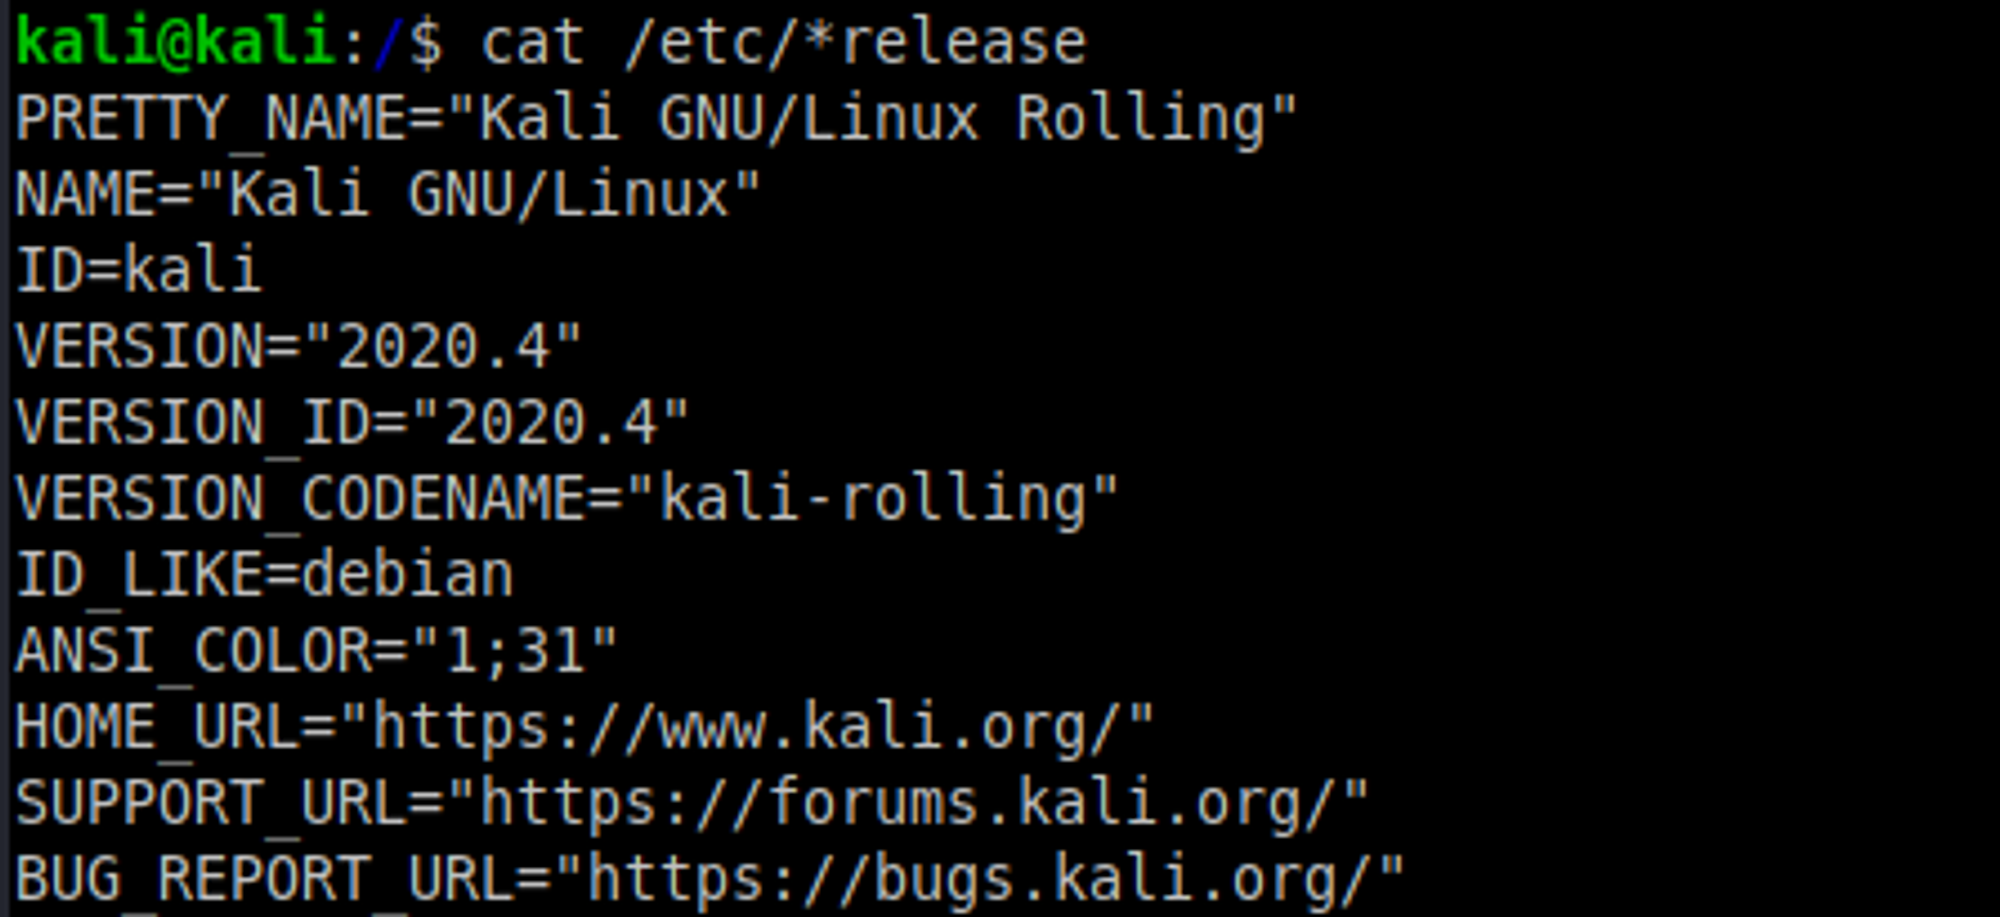 kali@kali:/$ cat /etc/*release
PRETTY_NAME="Kali GNU/Linux Rolling"
NAME="Kali GNU/Linux"
ID=kali
VERSION="2020.4"
VERSION_ID="2020.4"
VERSION_CODENAME="kali-rolling"
ID_LIKE=debian
ANSI_COLOR="1;31"
HOME_URL="https://www.kali.org/"
SUPPORT_URL="https://forums.kali.org/"
BUG_REPORT_URL="https://bugs.kali.org/"